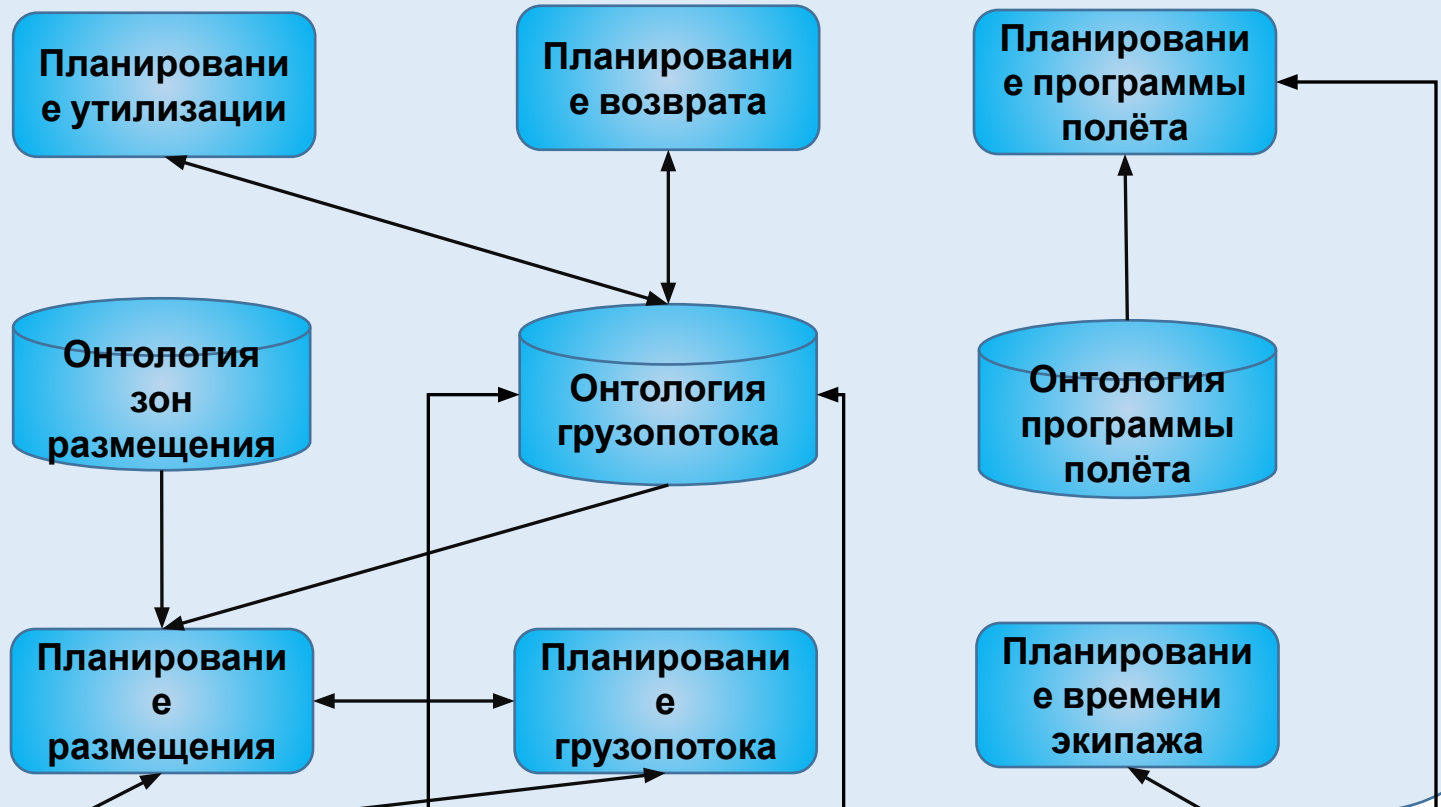 Планировани
е утилизации
Планировани
е возврата
Планировани
е программы
полёта
Онтология
зон
размещения
Онтология
грузопотока
Онтология
программы
полёта
Планировани
е
размещения
Планировани
е
грузопотока
Планировани
е времени
экипажа